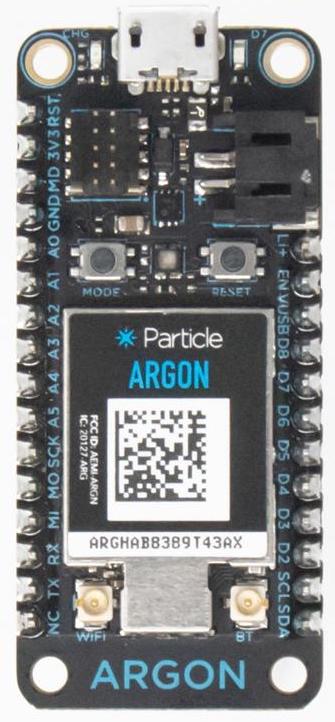 CHG
D7
RST
3V3
MD
GND
A0
A1
A2
A3
A4
A5
SCK
MO
MI
RX
TX
NC
+
Li+
EN
VUSB
D8
D7
D6
D5
D4
D3
D2
SCL
SDA
MODE
RESET
Particle
ARGON
FCC ID: AEMI-ARGN
IC: 20127-ARG
ARGHAB8389T43AX
WiFi
BT
ARGON